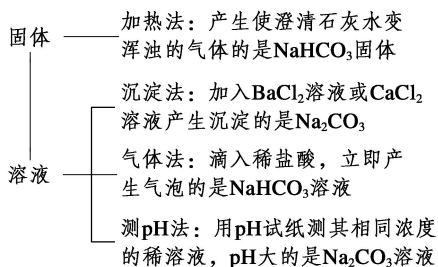 固体
加热法：产生使澄清石灰水变
浑浊的气体的是NaHCO₃固体
溶液
沉淀法：加入BaCl₂溶液或CaCl₂
溶液产生沉淀的是Na₂CO₃
气体法：滴入稀盐酸，立即产
生气泡的是NaHCO₃溶液
测pH法：用pH试纸测其相同浓度
的稀溶液，pH大的是Na₂CO₃溶液